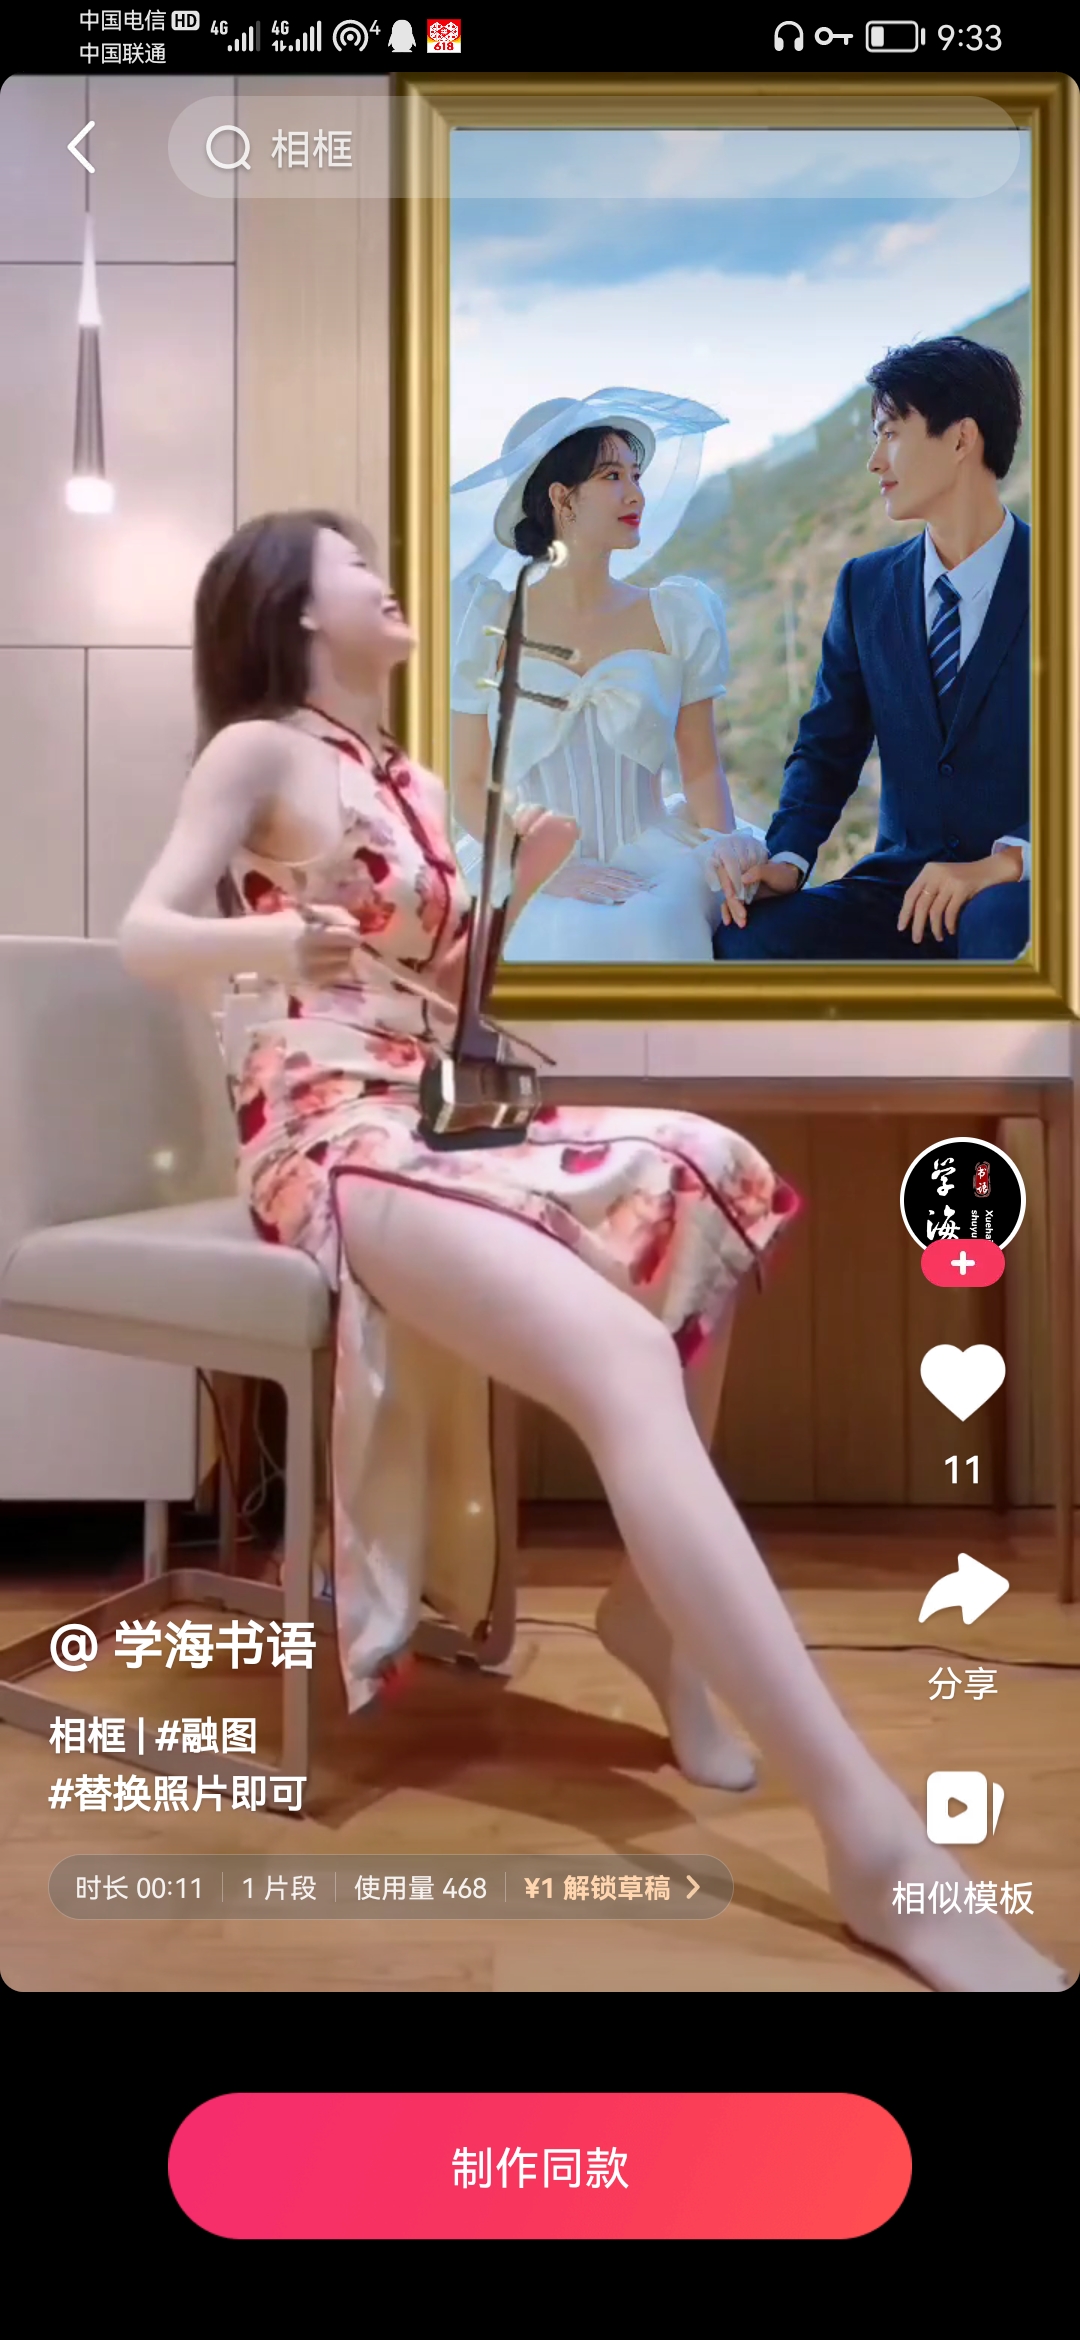 中国电信 HD
中国联通
4G
4G
4
618
9:33
相框
学海
书语
Xuehai
shuyu
11
分享
@ 学海书语
相框 | #融图
#替换照片即可
时长 00:11 | 1 片段 | 使用量 468 | ¥1 解锁草稿
相似模板
制作同款